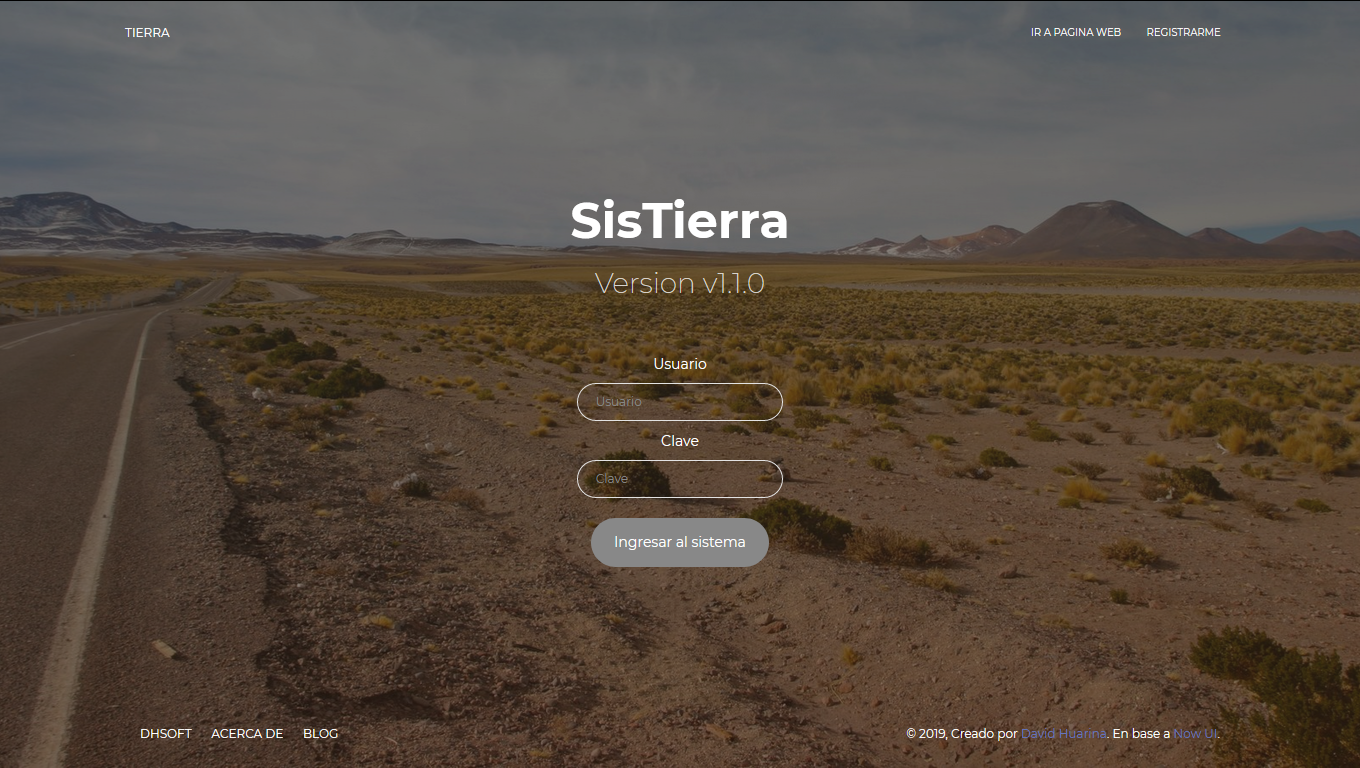 TIERRA
IR A PAGINA WEB
REGISTRARME
SisTierra
Version v1.1.0
Usuario
Usuario
Clave
Clave
Ingresar al sistema
DHSOFT
ACERCA DE
BLOG
© 2019, Creado por David Huarina. En base a Now UI.